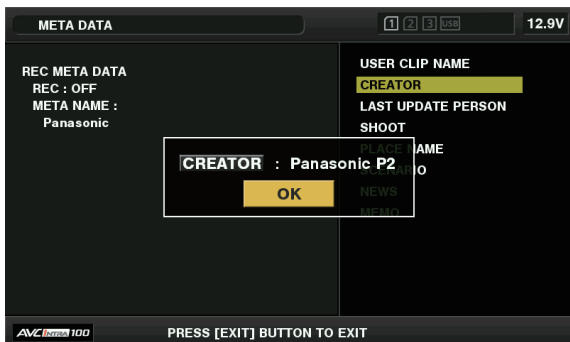 META DATA
1 2 3 USB
12.9V
REC META DATA
REC : OFF
META NAME :
Panasonic
USER CLIP NAME
CREATOR
LAST UPDATE PERSON
SHOOT
PLACE NAME
SCENARIO
NEWS
MEMO
CREATOR : Panasonic P2
OK
AVC INTRA 100
PRESS [EXIT] BUTTON TO EXIT